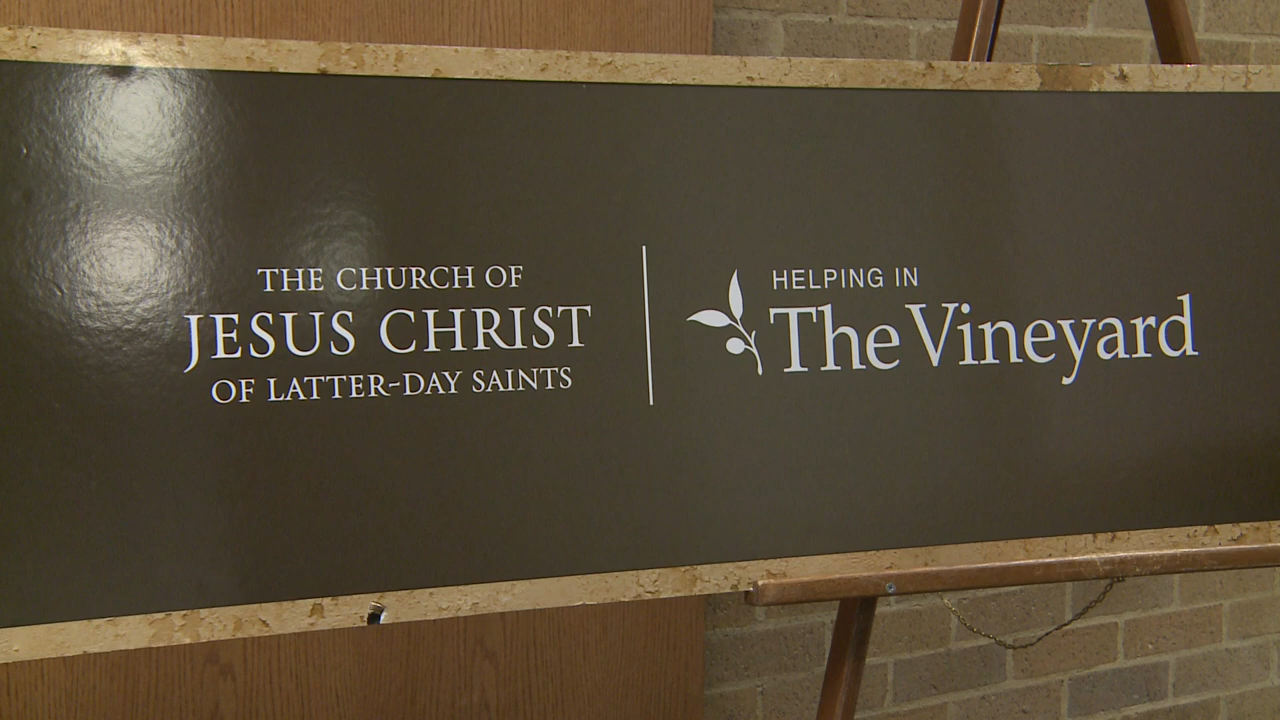 THE CHURCH OF
JESUS CHRIST
OF LATTER-DAY SAINTS
HELPING IN
The Vineyard